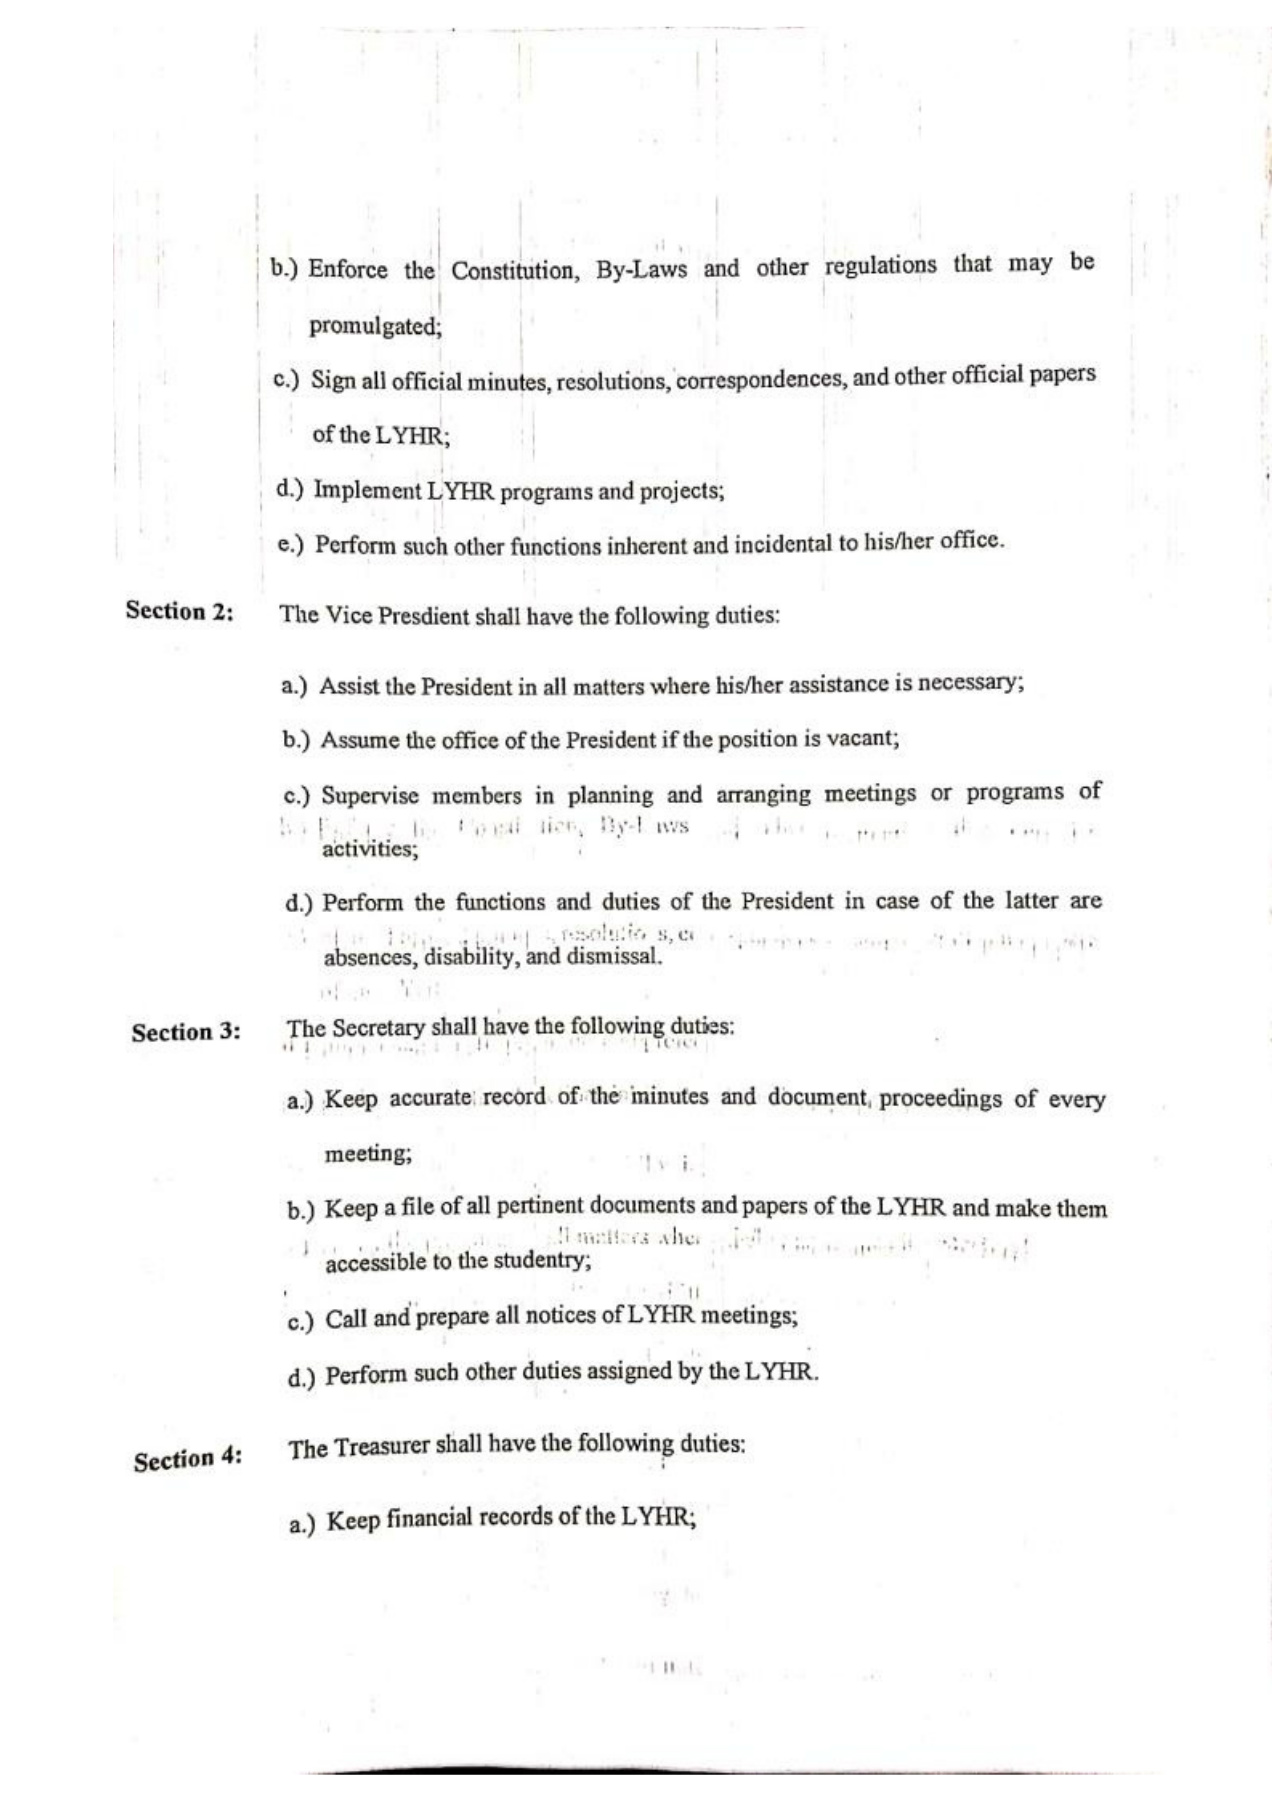 b.) Enforce the Constitution, By-Laws and other regulations that may be
promulgated;
c.) Sign all official minutes, resolutions, correspondences, and other official papers
of the LYHR;
d.) Implement LYHR programs and projects;
e.) Perform such other functions inherent and incidental to his/her office.
Section 2: The Vice Presdient shall have the following duties:
a.) Assist the President in all matters where his/her assistance is necessary;
b.) Assume the office of the President if the position is vacant;
c.) Supervise members in planning and arranging meetings or programs of
activities;
d.) Perform the functions and duties of the President in case of the latter are
absences, disability, and dismissal.
Section 3: The Secretary shall have the following duties:
a.) Keep accurate record of the minutes and document, proceedings of every
meeting;
b.) Keep a file of all pertinent documents and papers of the LYHR and make them
accessible to the studentry;
c.) Call and prepare all notices of LYHR meetings;
d.) Perform such other duties assigned by the LYHR.
Section 4: The Treasurer shall have the following duties:
a.) Keep financial records of the LYHR;